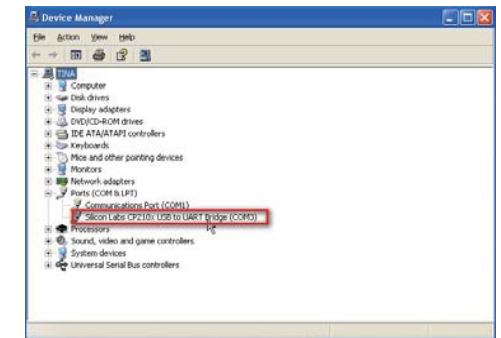 Device Manager
File Action View Help
TINA
Computer
Disk drives
Display adapters
DVD/CD-ROM drives
IDE ATA/ATAPI controllers
Keyboards
Mice and other pointing devices
Monitors
Network adapters
Ports (COM & LPT)
Communications Port (COM1)
Silicon Labs CP210x USB to UART Bridge (COM3)
Processors
Sound, video and game controllers
System devices
Universal Serial Bus controllers